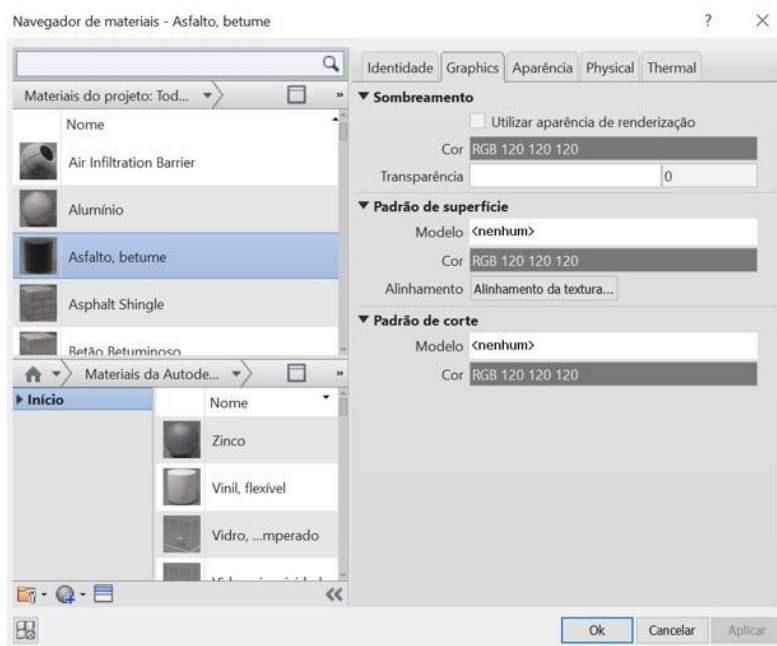 Navegador de materiais - Asfalto, betume
? ×
Identidade Graphics Aparência Physical Thermal
Materiais do projeto: Tod...
»
Nome
Air Infiltration Barrier
Alumínio
Asfalto, betume
Asphalt Shingle
Betão Betuminoso
Materiais da Autode...
»
Início
Nome
Zinco
Vinil, flexível
Vidro, ...mperado
Sombreamento
Utilizar aparência de renderização
Cor RGB 120 120 120
Transparência 0
Padrão de superfície
Modelo <nenhum>
Cor RGB 120 120 120
Alinhamento Alinhamento da textura...
Padrão de corte
Modelo <nenhum>
Cor RGB 120 120 120
Ok Cancelar Aplicar